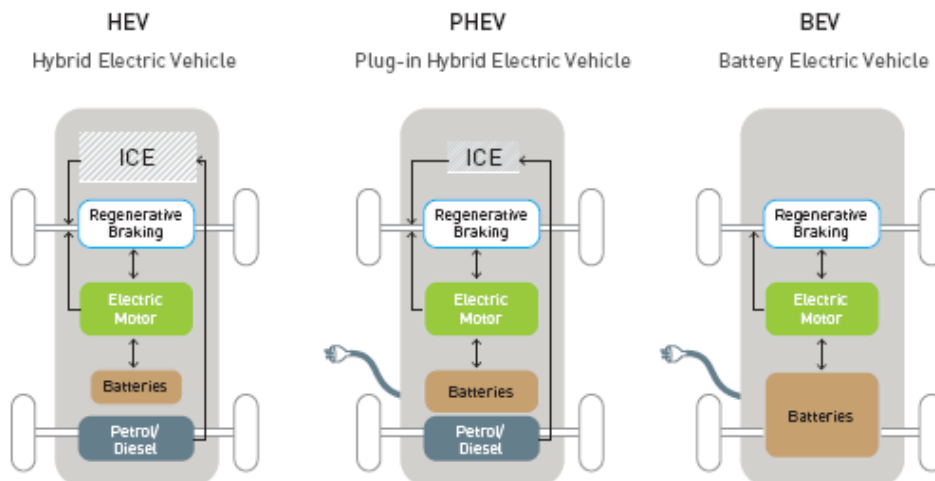 HEV
Hybrid Electric Vehicle
ICE
Regenerative
Braking
Electric
Motor
Batteries
Petrol/
Diesel
PHEV
Plug-in Hybrid Electric Vehicle
ICE
Regenerative
Braking
Electric
Motor
Batteries
Petrol/
Diesel
BEV
Battery Electric Vehicle
Regenerative
Braking
Electric
Motor
Batteries